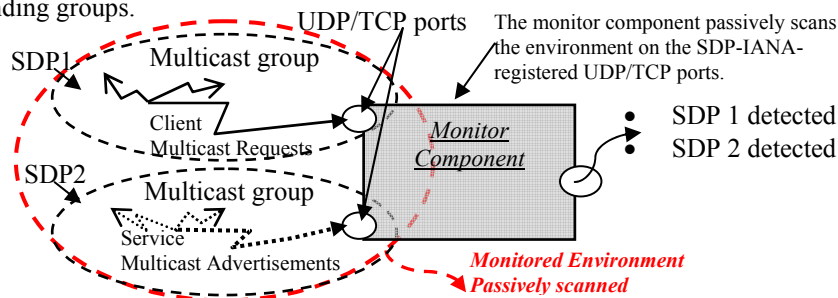 nding groups.
UDP/TCP ports
The monitor component passively scans
the environment on the SDP-IANA-
registered UDP/TCP ports.
SDP1
Multicast group
Client
Multicast Requests
Monitor
Component
• SDP 1 detected
• SDP 2 detected
SDP2
Multicast group
Service
Multicast Advertisements
Monitored Environment
Passively scanned